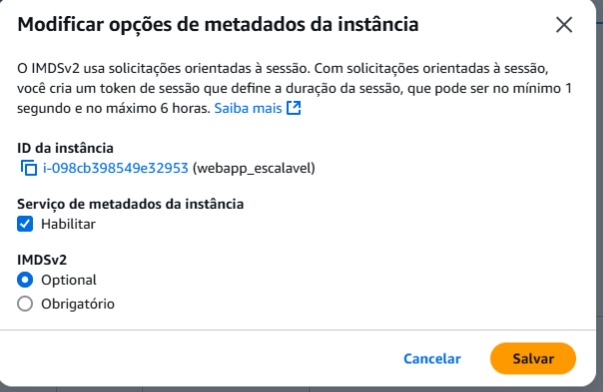 Modificar opções de metadados da instância
O IMDSv2 usa solicitações orientadas à sessão. Com solicitações orientadas à sessão,
você cria um token de sessão que define a duração da sessão, que pode ser no mínimo 1
segundo e no máximo 6 horas. Saiba mais
ID da instância
i-098cb398549e32953 (webapp_escalavel)
Serviço de metadados da instância
Habilitar
IMDSv2
Optional
Obrigatório
Cancelar Salvar